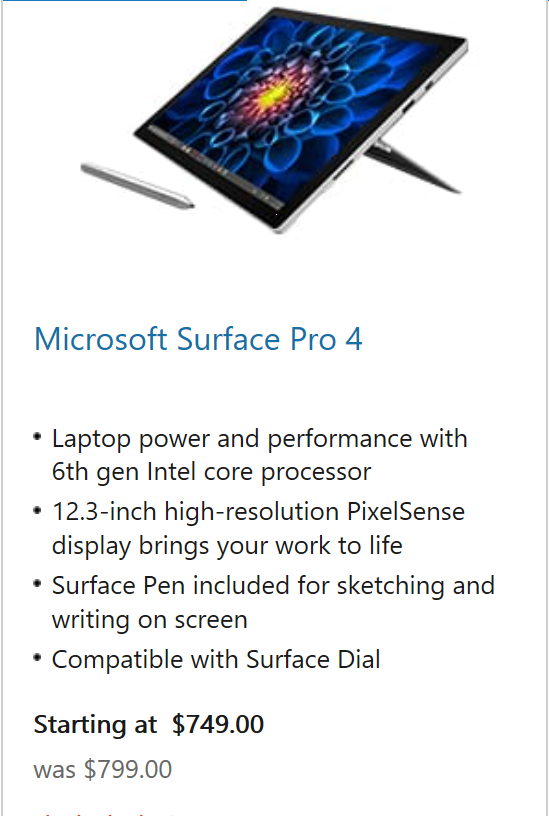 Microsoft Surface Pro 4
• Laptop power and performance with
6th gen Intel core processor
• 12.3-inch high-resolution PixelSense
display brings your work to life
• Surface Pen included for sketching and
writing on screen
• Compatible with Surface Dial
Starting at $749.00
was $799.00